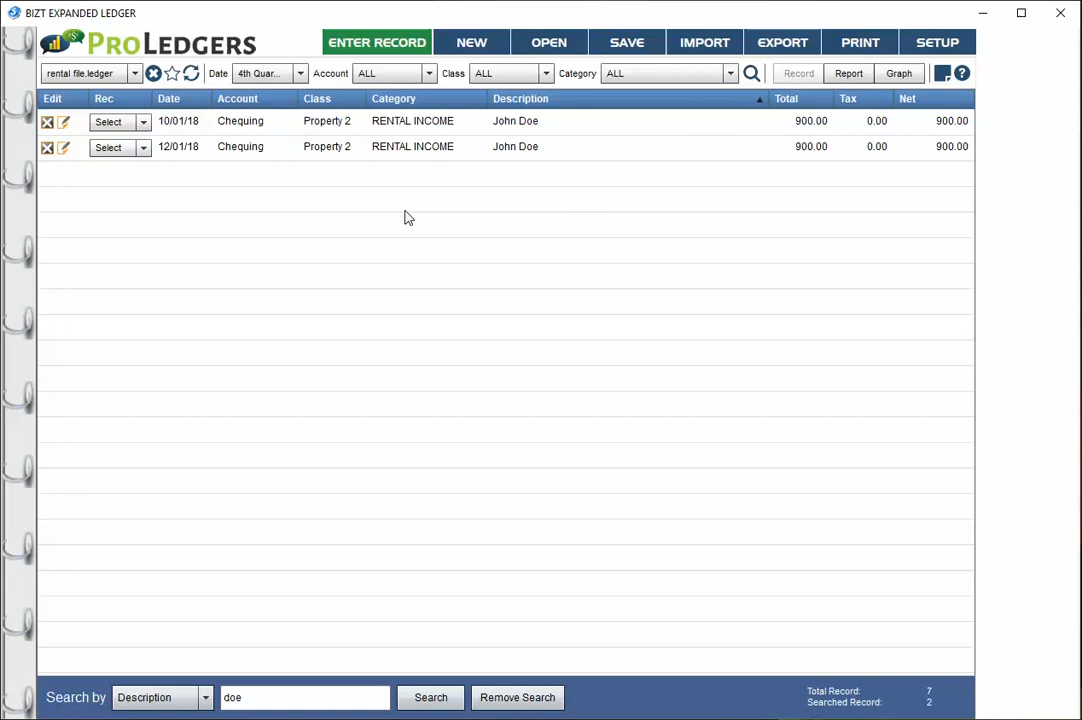 BIZT EXPANDED LEDGER
PROLEDGERS
ENTER RECORD NEW OPEN SAVE IMPORT EXPORT PRINT SETUP
rental file.ledger Date 4th Quar... Account ALL Class ALL Category ALL Record Report Graph ?
Edit Rec Date Account Class Category Description Total Tax Net
Select 10/01/18 Chequing Property 2 RENTAL INCOME John Doe 900.00 0.00 900.00
Select 12/01/18 Chequing Property 2 RENTAL INCOME John Doe 900.00 0.00 900.00
Search by Description doe Search Remove Search
Total Record: 7
Searched Record: 2